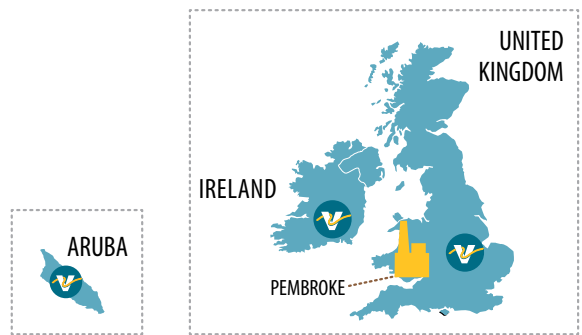 UNITED
KINGDOM
IRELAND
ARUBA
PEMBROKE
V
V
V